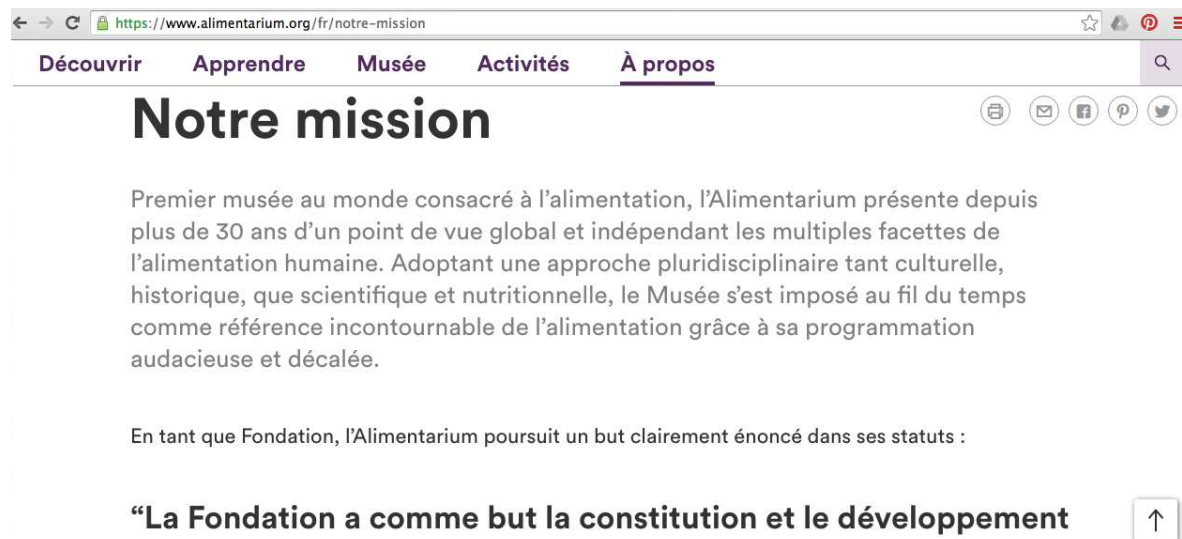 https://www.alimentarium.org/fr/notre-mission
Découvrir Apprendre Musée Activités À propos
Notre mission
Premier musée au monde consacré à l’alimentation, l’Alimentarium présente depuis
plus de 30 ans d’un point de vue global et indépendant les multiples facettes de
l’alimentation humaine. Adoptant une approche pluridisciplinaire tant culturelle,
historique, que scientifique et nutritionnelle, le Musée s’est imposé au fil du temps
comme référence incontournable de l’alimentation grâce à sa programmation
audacieuse et décalée.
En tant que Fondation, l’Alimentarium poursuit un but clairement énoncé dans ses statuts :
“La Fondation a comme but la constitution et le développement